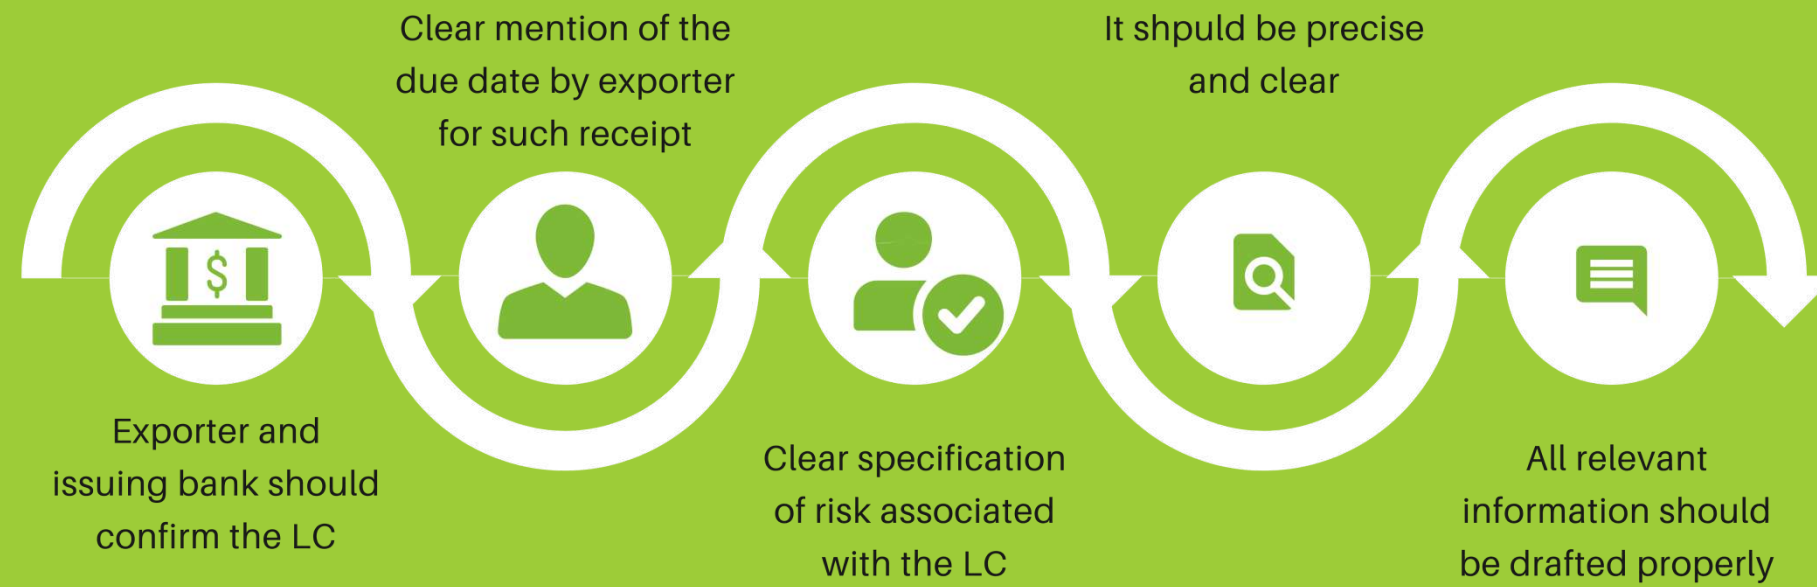 Exporter and
issuing bank should
confirm the LC
Clear mention of the
due date by exporter
for such receipt
Clear specification
of risk associated
with the LC
It shpuld be precise
and clear
All relevant
information should
be drafted properly
$